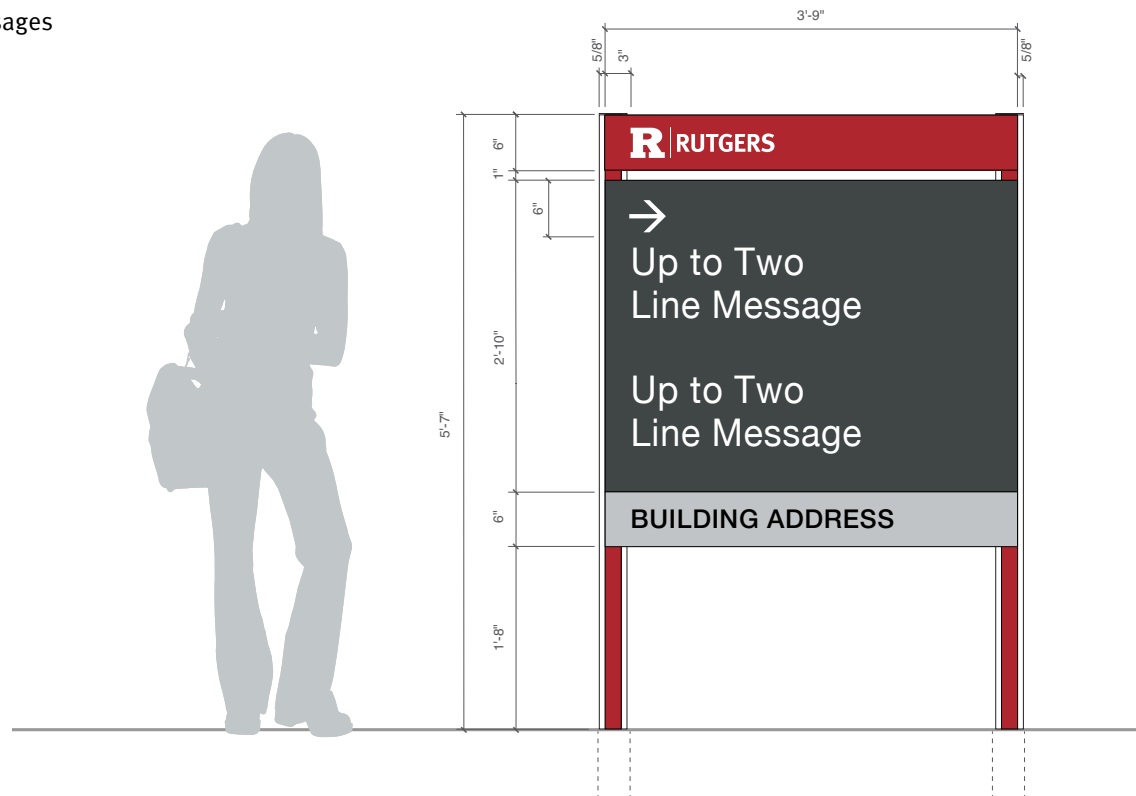 sages
3'-9"
5/8"
3"
5/8"
6"
R RUTGERS
1"
6"
→
Up to Two
Line Message
2'-10"
Up to Two
Line Message
5'-7"
6"
BUILDING ADDRESS
1'-8"